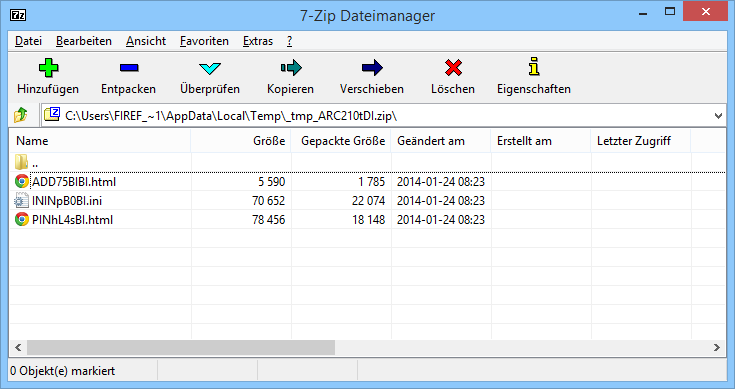 7z 7-Zip Dateimanager
Datei Bearbeiten Ansicht Favoriten Extras ?
Hinzufügen Entpacken Überprüfen Kopieren Verschieben Löschen Eigenschaften
C:\Users\FIREF_~1\AppData\Local\Temp\_tmp_ARC210tDI.zip\
Name Größe Gepackte Größe Geändert am Erstellt am Letzter Zugriff
..
ADD75BIBI.html 5 590 1 785 2014-01-24 08:23
ININpB0BI.ini 70 652 22 074 2014-01-24 08:23
PINhL4sBI.html 78 456 18 148 2014-01-24 08:23
0 Objekt(e) markiert